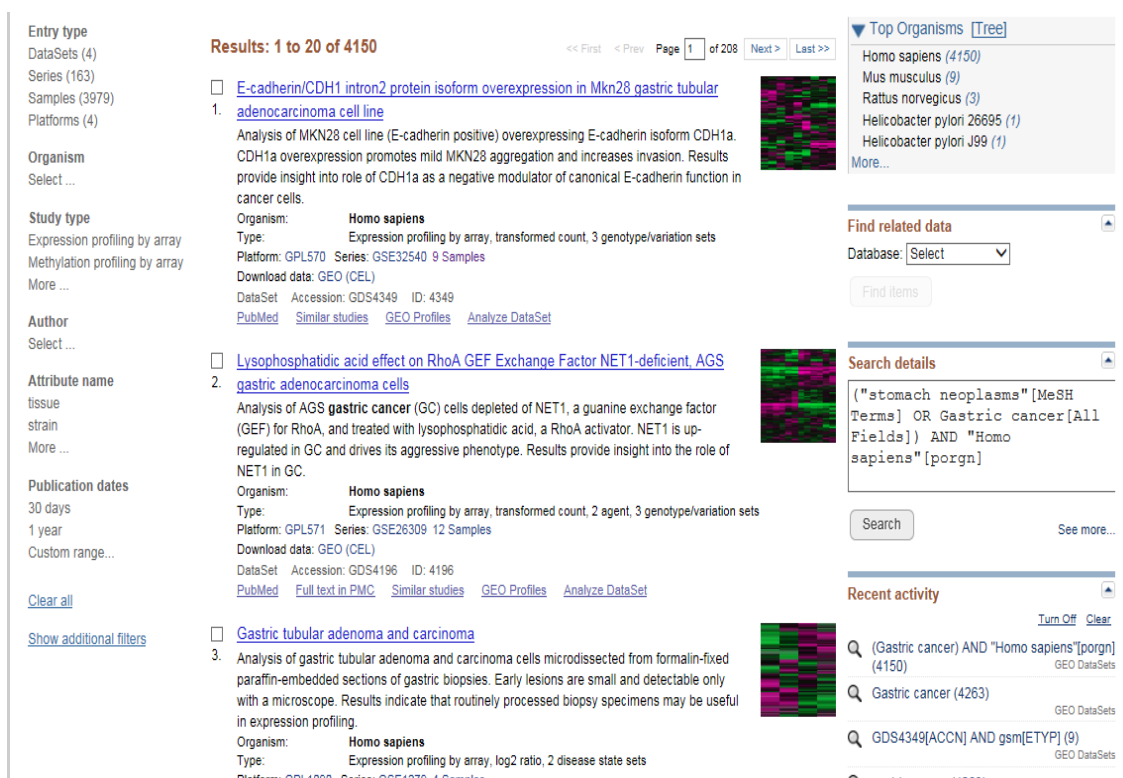 Entry type
DataSets (4)
Series (163)
Samples (3979)
Platforms (4)
Organism
Select ...
Study type
Expression profiling by array
Methylation profiling by array
More ...
Author
Select ...
Attribute name
tissue
strain
More ...
Publication dates
30 days
1 year
Custom range...
Clear all
Show additional filters
Results: 1 to 20 of 4150
<< First < Prev Page 1 of 208 Next > Last >>
1. E-cadherin/CDH1 intron2 protein isoform overexpression in Mkn28 gastric tubular
adenocarcinoma cell line
Analysis of MKN28 cell line (E-cadherin positive) overexpressing E-cadherin isoform CDH1a.
CDH1a overexpression promotes mild MKN28 aggregation and increases invasion. Results
provide insight into role of CDH1a as a negative modulator of canonical E-cadherin function in
cancer cells.
Organism: Homo sapiens
Type: Expression profiling by array, transformed count, 3 genotype/variation sets
Platform: GPL570 Series: GSE32540 9 Samples
Download data: GEO (CEL)
DataSet Accession: GDS4349 ID: 4349
PubMed Similar studies GEO Profiles Analyze DataSet
2. Lysophosphatidic acid effect on RhoA GEF Exchange Factor NET1-deficient, AGS
gastric adenocarcinoma cells
Analysis of AGS gastric cancer (GC) cells depleted of NET1, a guanine exchange factor
(GEF) for RhoA, and treated with lysophosphatidic acid, a RhoA activator. NET1 is up-
regulated in GC and drives its aggressive phenotype. Results provide insight into the role of
NET1 in GC.
Organism: Homo sapiens
Type: Expression profiling by array, transformed count, 2 agent, 3 genotype/variation sets
Platform: GPL571 Series: GSE26309 12 Samples
Download data: GEO (CEL)
DataSet Accession: GDS4196 ID: 4196
PubMed Full text in PMC Similar studies GEO Profiles Analyze DataSet
3. Gastric tubular adenoma and carcinoma
Analysis of gastric tubular adenoma and carcinoma cells microdissected from formalin-fixed
paraffin-embedded sections of gastric biopsies. Early lesions are small and detectable only
with a microscope. Results indicate that routinely processed biopsy specimens may be useful
in expression profiling.
Organism: Homo sapiens
Type: Expression profiling by array, log2 ratio, 2 disease state sets
Top Organisms [Tree]
Homo sapiens (4150)
Mus musculus (9)
Rattus norvegicus (3)
Helicobacter pylori 26695 (1)
Helicobacter pylori J99 (1)
More...
Find related data
Database: Select
Find items
Search details
("stomach neoplasms"[MeSH
Terms] OR Gastric cancer[All
Fields]) AND "Homo
sapiens"[porgn]
Search
See more...
Recent activity
Turn Off Clear
(Gastric cancer) AND "Homo sapiens"[porgn]
(4150)
GEO DataSets
Gastric cancer (4263)
GEO DataSets
GDS4349[ACCN] AND gsm[ETYP] (9)
GEO DataSets